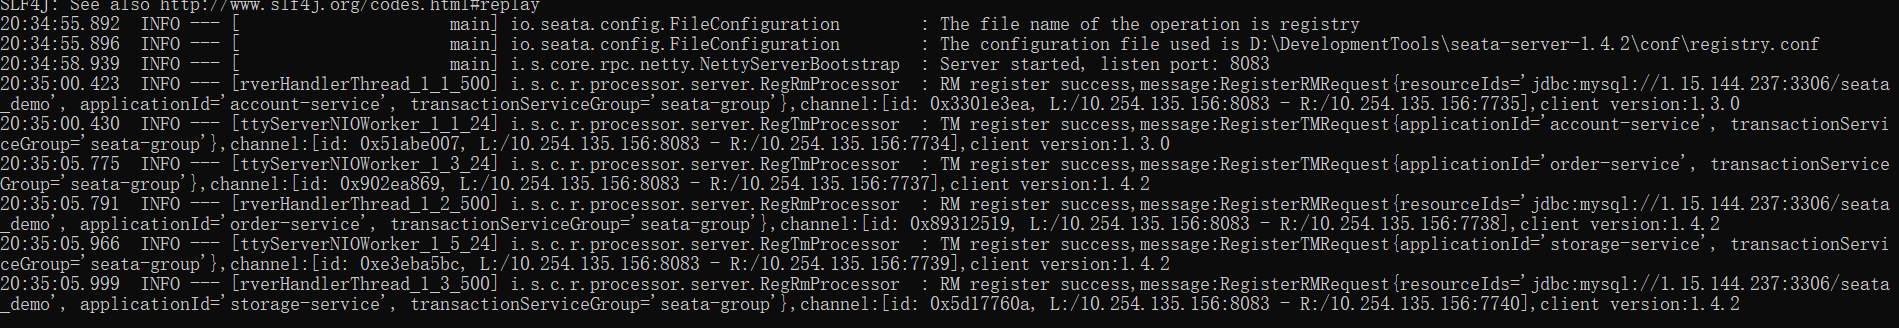 SLF4J: See also http://www.slf4j.org/codes.html#replay
20:34:55.892  INFO --- [                     main] io.seata.config.FileConfiguration        : The file name of the operation is registry
20:34:55.896  INFO --- [                     main] io.seata.config.FileConfiguration        : The configuration file used is D:\DevelopmentTools\seata-server-1.4.2\conf\registry.conf
20:34:58.939  INFO --- [                     main] i.s.core.rpc.netty.NettyServerBootstrap  : Server started, listen port: 8083
20:35:00.423  INFO --- [rverHandlerThread_1_1_500] i.s.c.r.processor.server.RegRmProcessor  : RM register success,message:RegisterRMRequest{resourceIds='jdbc:mysql://1.15.144.237:3306/seata
_demo', applicationId='account-service', transactionServiceGroup='seata-group'},channel:[id: 0x3301e3ea, L:/10.254.135.156:8083 - R:/10.254.135.156:7735],client version:1.3.0
20:35:00.430  INFO --- [ttyServerNIOWorker_1_1_24] i.s.c.r.processor.server.RegTmProcessor  : TM register success,message:RegisterTMRequest{applicationId='account-service', transactionServi
ceGroup='seata-group'},channel:[id: 0x51abe007, L:/10.254.135.156:8083 - R:/10.254.135.156:7734],client version:1.3.0
20:35:05.775  INFO --- [ttyServerNIOWorker_1_3_24] i.s.c.r.processor.server.RegTmProcessor  : TM register success,message:RegisterTMRequest{applicationId='order-service', transactionService
Group='seata-group'},channel:[id: 0x902ea869, L:/10.254.135.156:8083 - R:/10.254.135.156:7737],client version:1.4.2
20:35:05.791  INFO --- [rverHandlerThread_1_2_500] i.s.c.r.processor.server.RegRmProcessor  : RM register success,message:RegisterRMRequest{resourceIds='jdbc:mysql://1.15.144.237:3306/seata
_demo', applicationId='order-service', transactionServiceGroup='seata-group'},channel:[id: 0x89312519, L:/10.254.135.156:8083 - R:/10.254.135.156:7738],client version:1.4.2
20:35:05.966  INFO --- [ttyServerNIOWorker_1_5_24] i.s.c.r.processor.server.RegTmProcessor  : TM register success,message:RegisterTMRequest{applicationId='storage-service', transactionServi
ceGroup='seata-group'},channel:[id: 0xe3eba5bc, L:/10.254.135.156:8083 - R:/10.254.135.156:7739],client version:1.4.2
20:35:05.999  INFO --- [rverHandlerThread_1_3_500] i.s.c.r.processor.server.RegRmProcessor  : RM register success,message:RegisterRMRequest{resourceIds='jdbc:mysql://1.15.144.237:3306/seata
_demo', applicationId='storage-service', transactionServiceGroup='seata-group'},channel:[id: 0x5d17760a, L:/10.254.135.156:8083 - R:/10.254.135.156:7740],client version:1.4.2